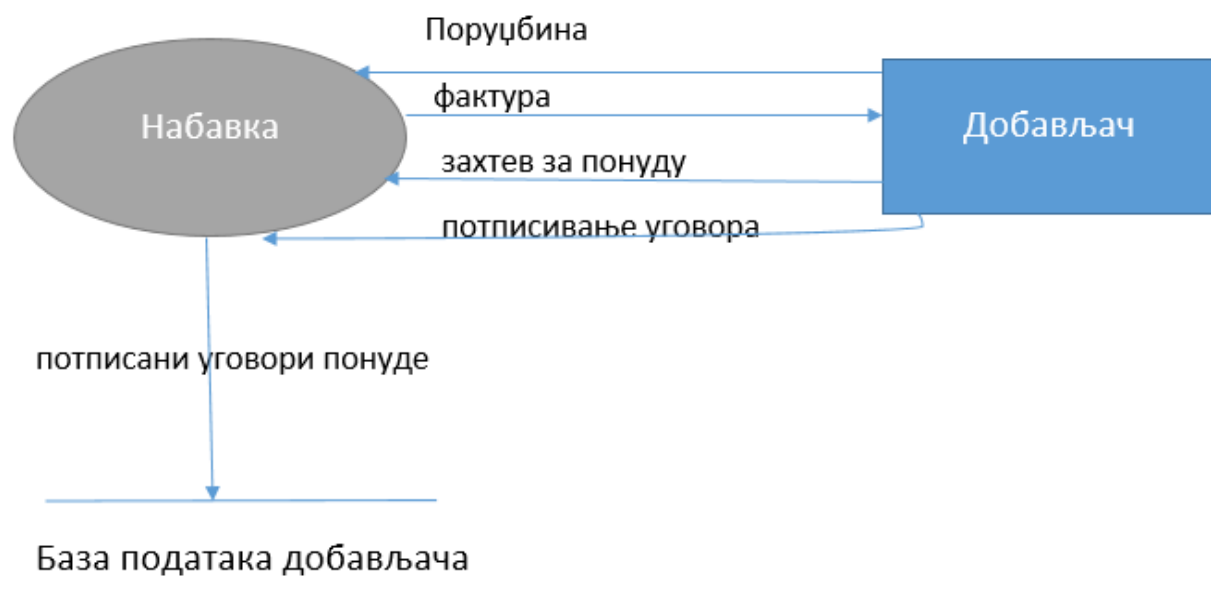 Поруџбина
фактура
Набавка
Добављач
захтев за понуду
потписивање уговора
потписани уговори понуде
База података добављача